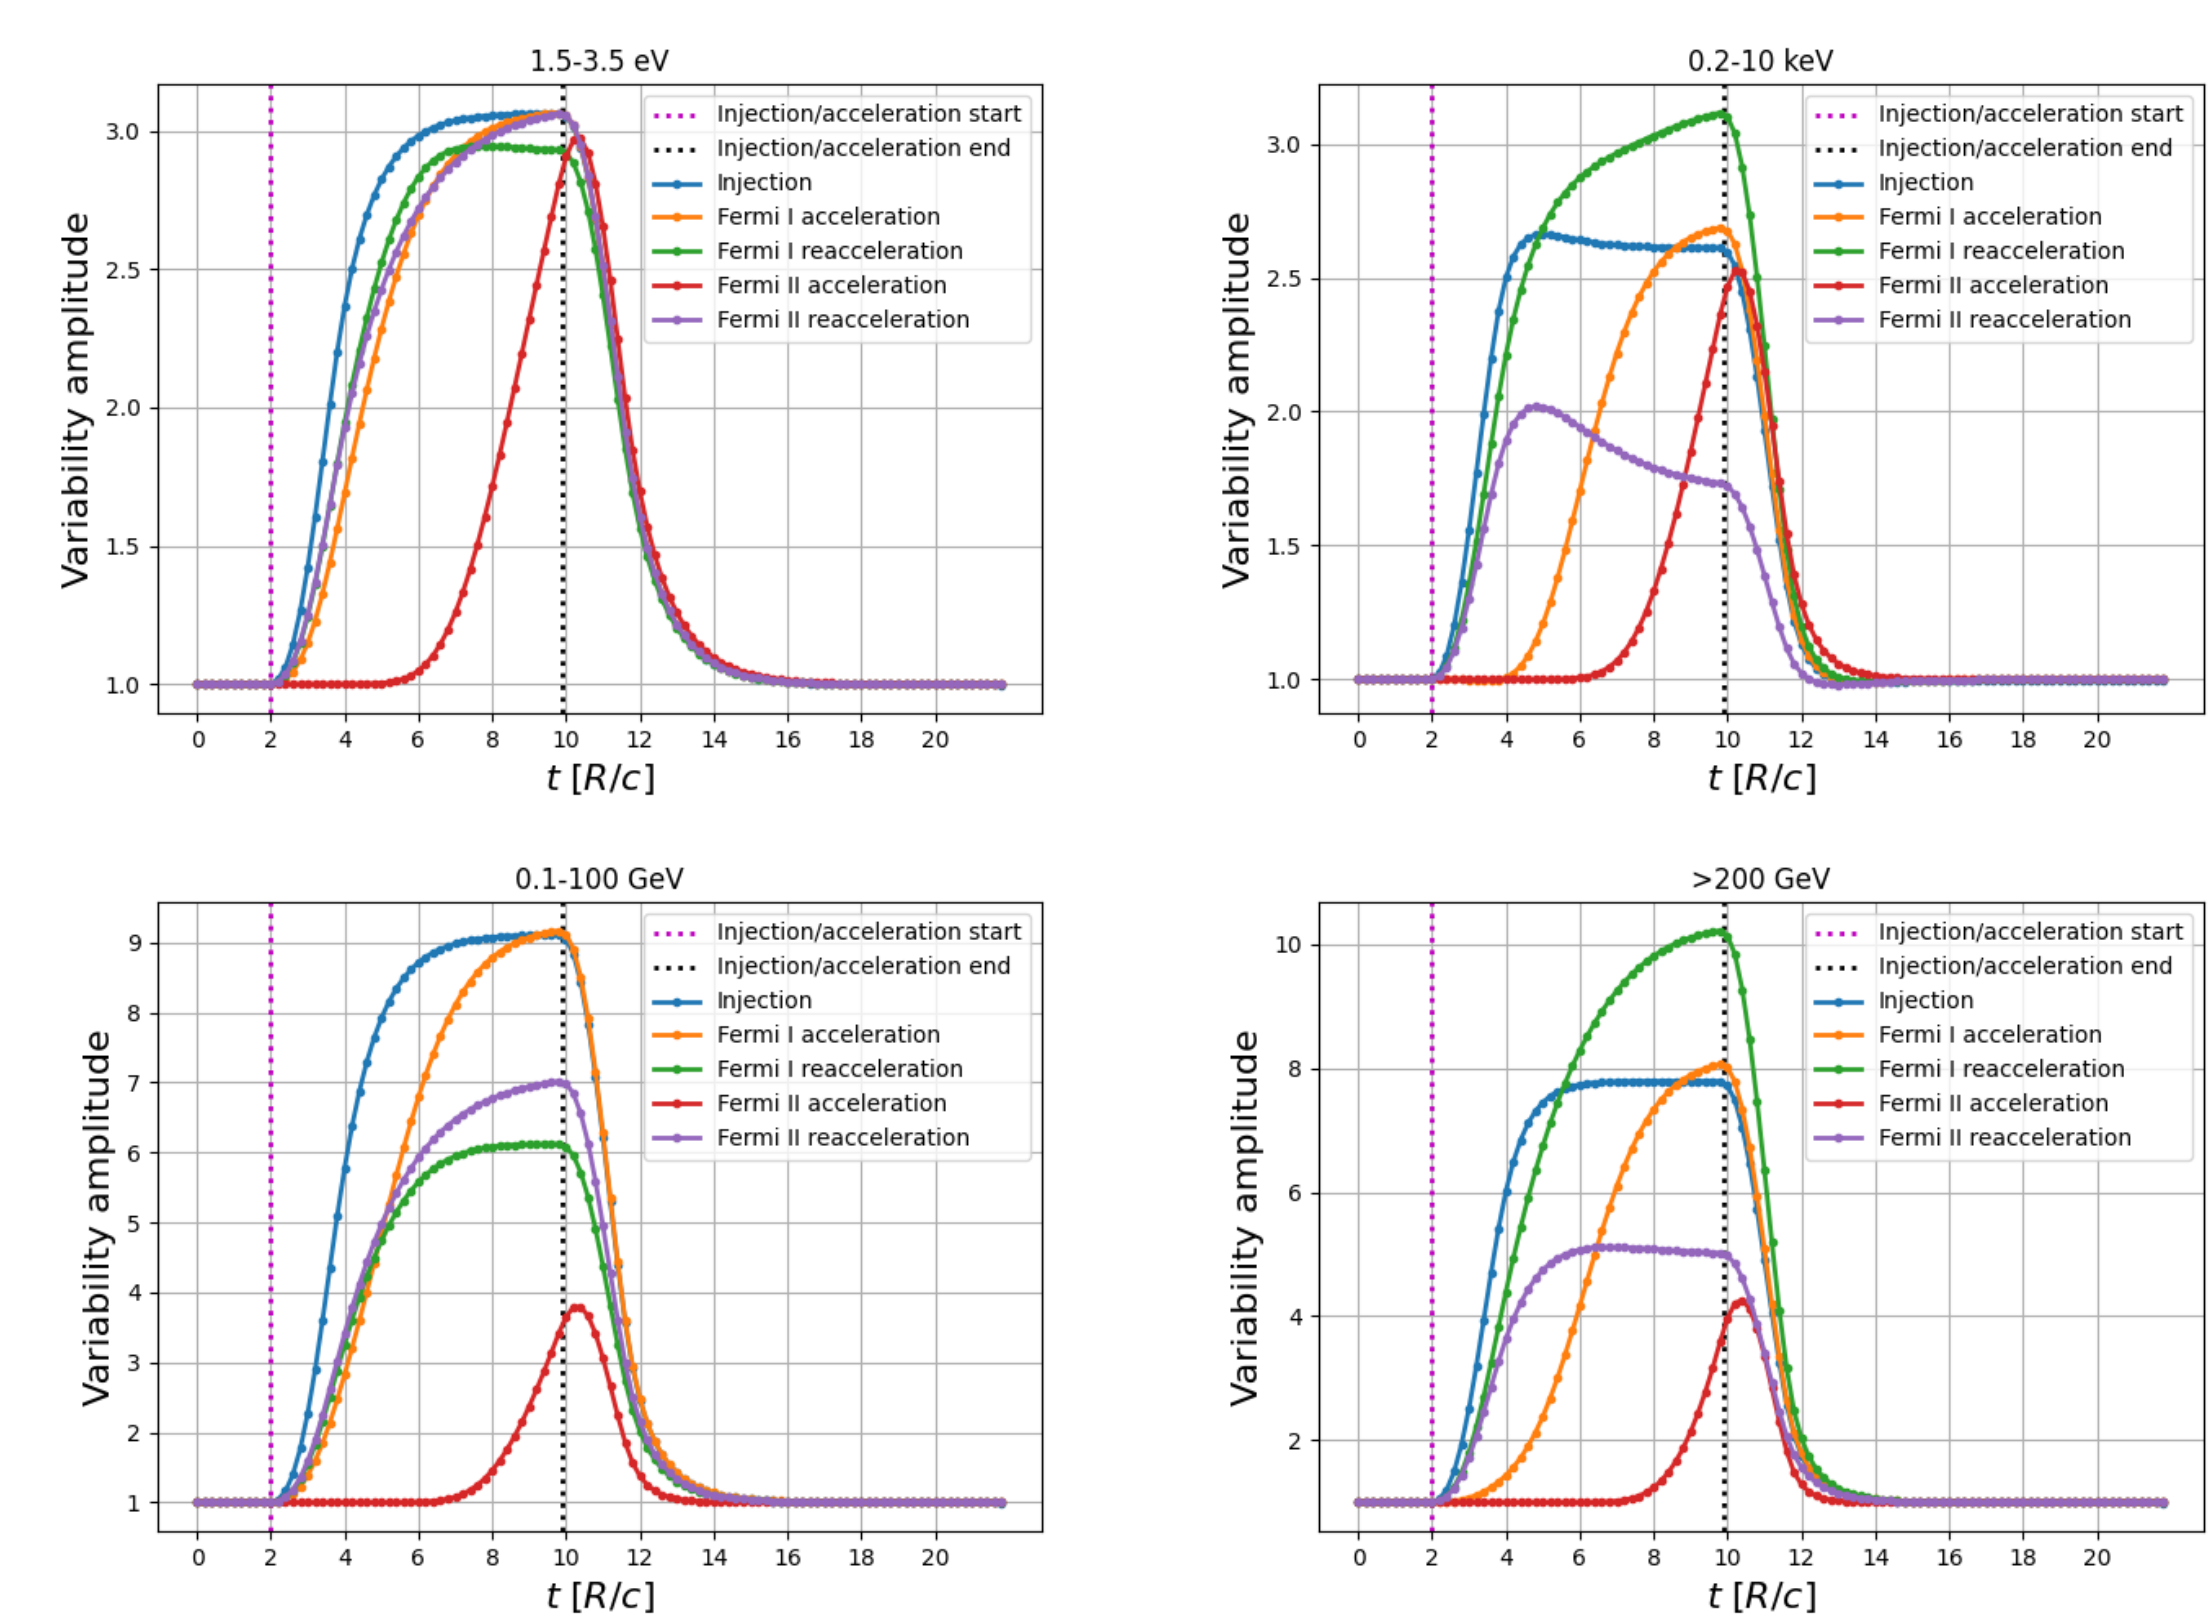 1.5-3.5 eV
Variability amplitude
3.0
2.5
2.0
1.5
1.0
Injection/acceleration start
Injection/acceleration end
Injection
Fermi I acceleration
Fermi I reacceleration
Fermi II acceleration
Fermi II reacceleration
0 2 4 6 8 10 12 14 16 18 20
t [R/c]
0.2-10 keV
Variability amplitude
3.0
2.5
2.0
1.5
1.0
Injection/acceleration start
Injection/acceleration end
Injection
Fermi I acceleration
Fermi I reacceleration
Fermi II acceleration
Fermi II reacceleration
0 2 4 6 8 10 12 14 16 18 20
t [R/c]
0.1-100 GeV
Variability amplitude
9
8
7
6
5
4
3
2
1
Injection/acceleration start
Injection/acceleration end
Injection
Fermi I acceleration
Fermi I reacceleration
Fermi II acceleration
Fermi II reacceleration
0 2 4 6 8 10 12 14 16 18 20
t [R/c]
>200 GeV
Variability amplitude
10
8
6
4
2
Injection/acceleration start
Injection/acceleration end
Injection
Fermi I acceleration
Fermi I reacceleration
Fermi II acceleration
Fermi II reacceleration
0 2 4 6 8 10 12 14 16 18 20
t [R/c]